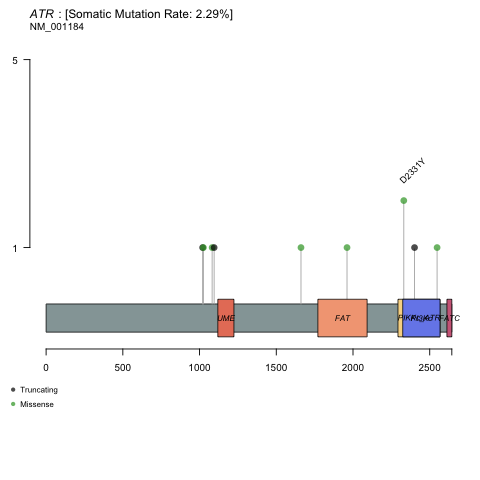 ATR : [Somatic Mutation Rate: 2.29%]
NM_001184
5
D2331Y
1
UME
FAT
FATC
0 500 1000 1500 2000 2500
Truncating
Missense